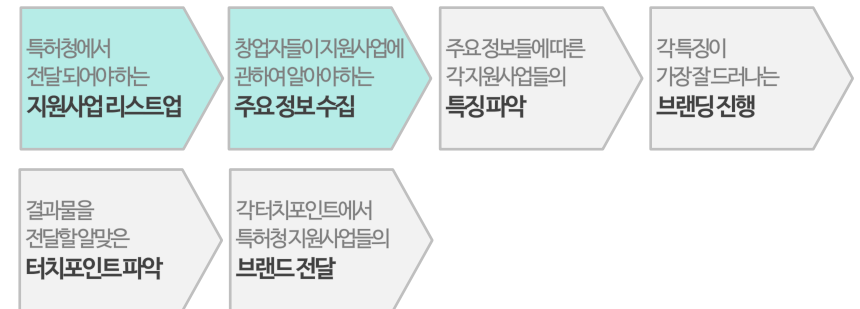 특허청에서
전달 되어야 하는
지원사업 리스트업
창업자들이 지원사업에
관하여 알아야 하는
주요 정보 수집
주요 정보들에 따른
각 지원사업들의
특징 파악
각 특징이
가장 잘 드러나는
브랜딩 진행
결과물을
전달할 알맞은
터치포인트 파악
각 터치포인트에서
특허청 지원사업들의
브랜드 전달